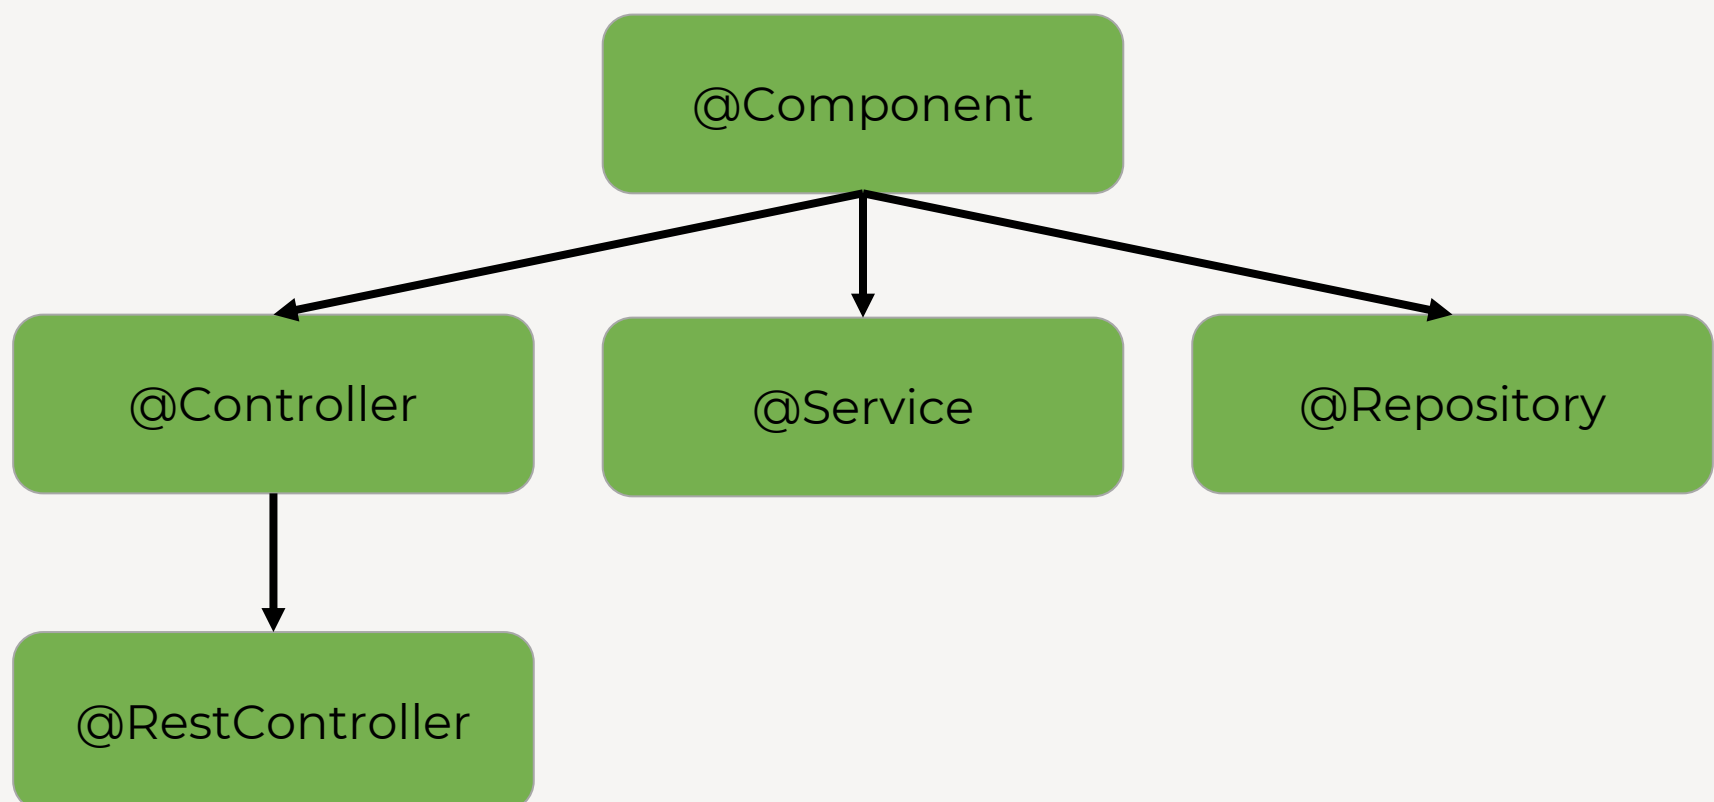 @Component
@Controller
@Service
@Repository
@RestController